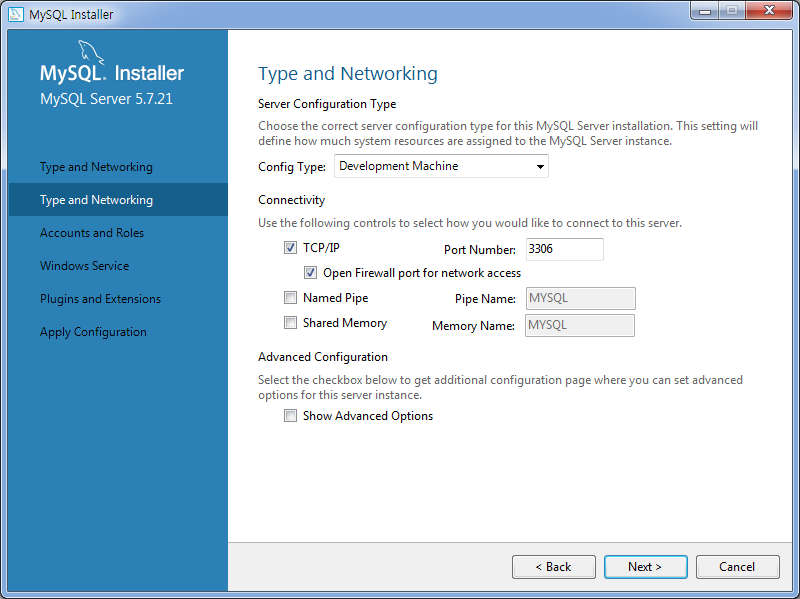 MySQL Installer
MySQL. Installer
MySQL Server 5.7.21
Type and Networking
Type and Networking
Accounts and Roles
Windows Service
Plugins and Extensions
Apply Configuration
Type and Networking
Server Configuration Type
Choose the correct server configuration type for this MySQL Server installation. This setting will
define how much system resources are assigned to the MySQL Server instance.
Config Type: Development Machine
Connectivity
Use the following controls to select how you would like to connect to this server.
TCP/IP Port Number: 3306
Open Firewall port for network access
Named Pipe Pipe Name: MYSQL
Shared Memory Memory Name: MYSQL
Advanced Configuration
Select the checkbox below to get additional configuration page where you can set advanced
options for this server instance.
Show Advanced Options
< Back Next > Cancel